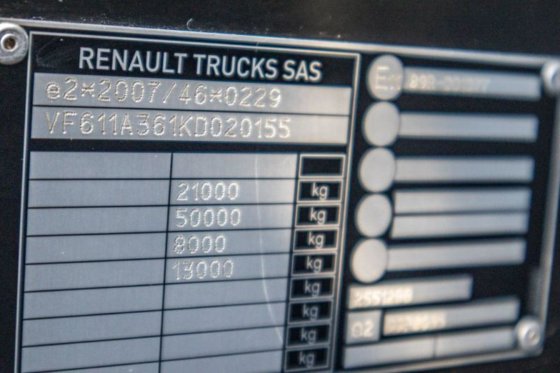 RENAULT TRUCKS SAS
e2*2007/46*0229
VF611A361KD020155
21000 kg
50000 kg
8000 kg
13000 kg
kg
kg
kg